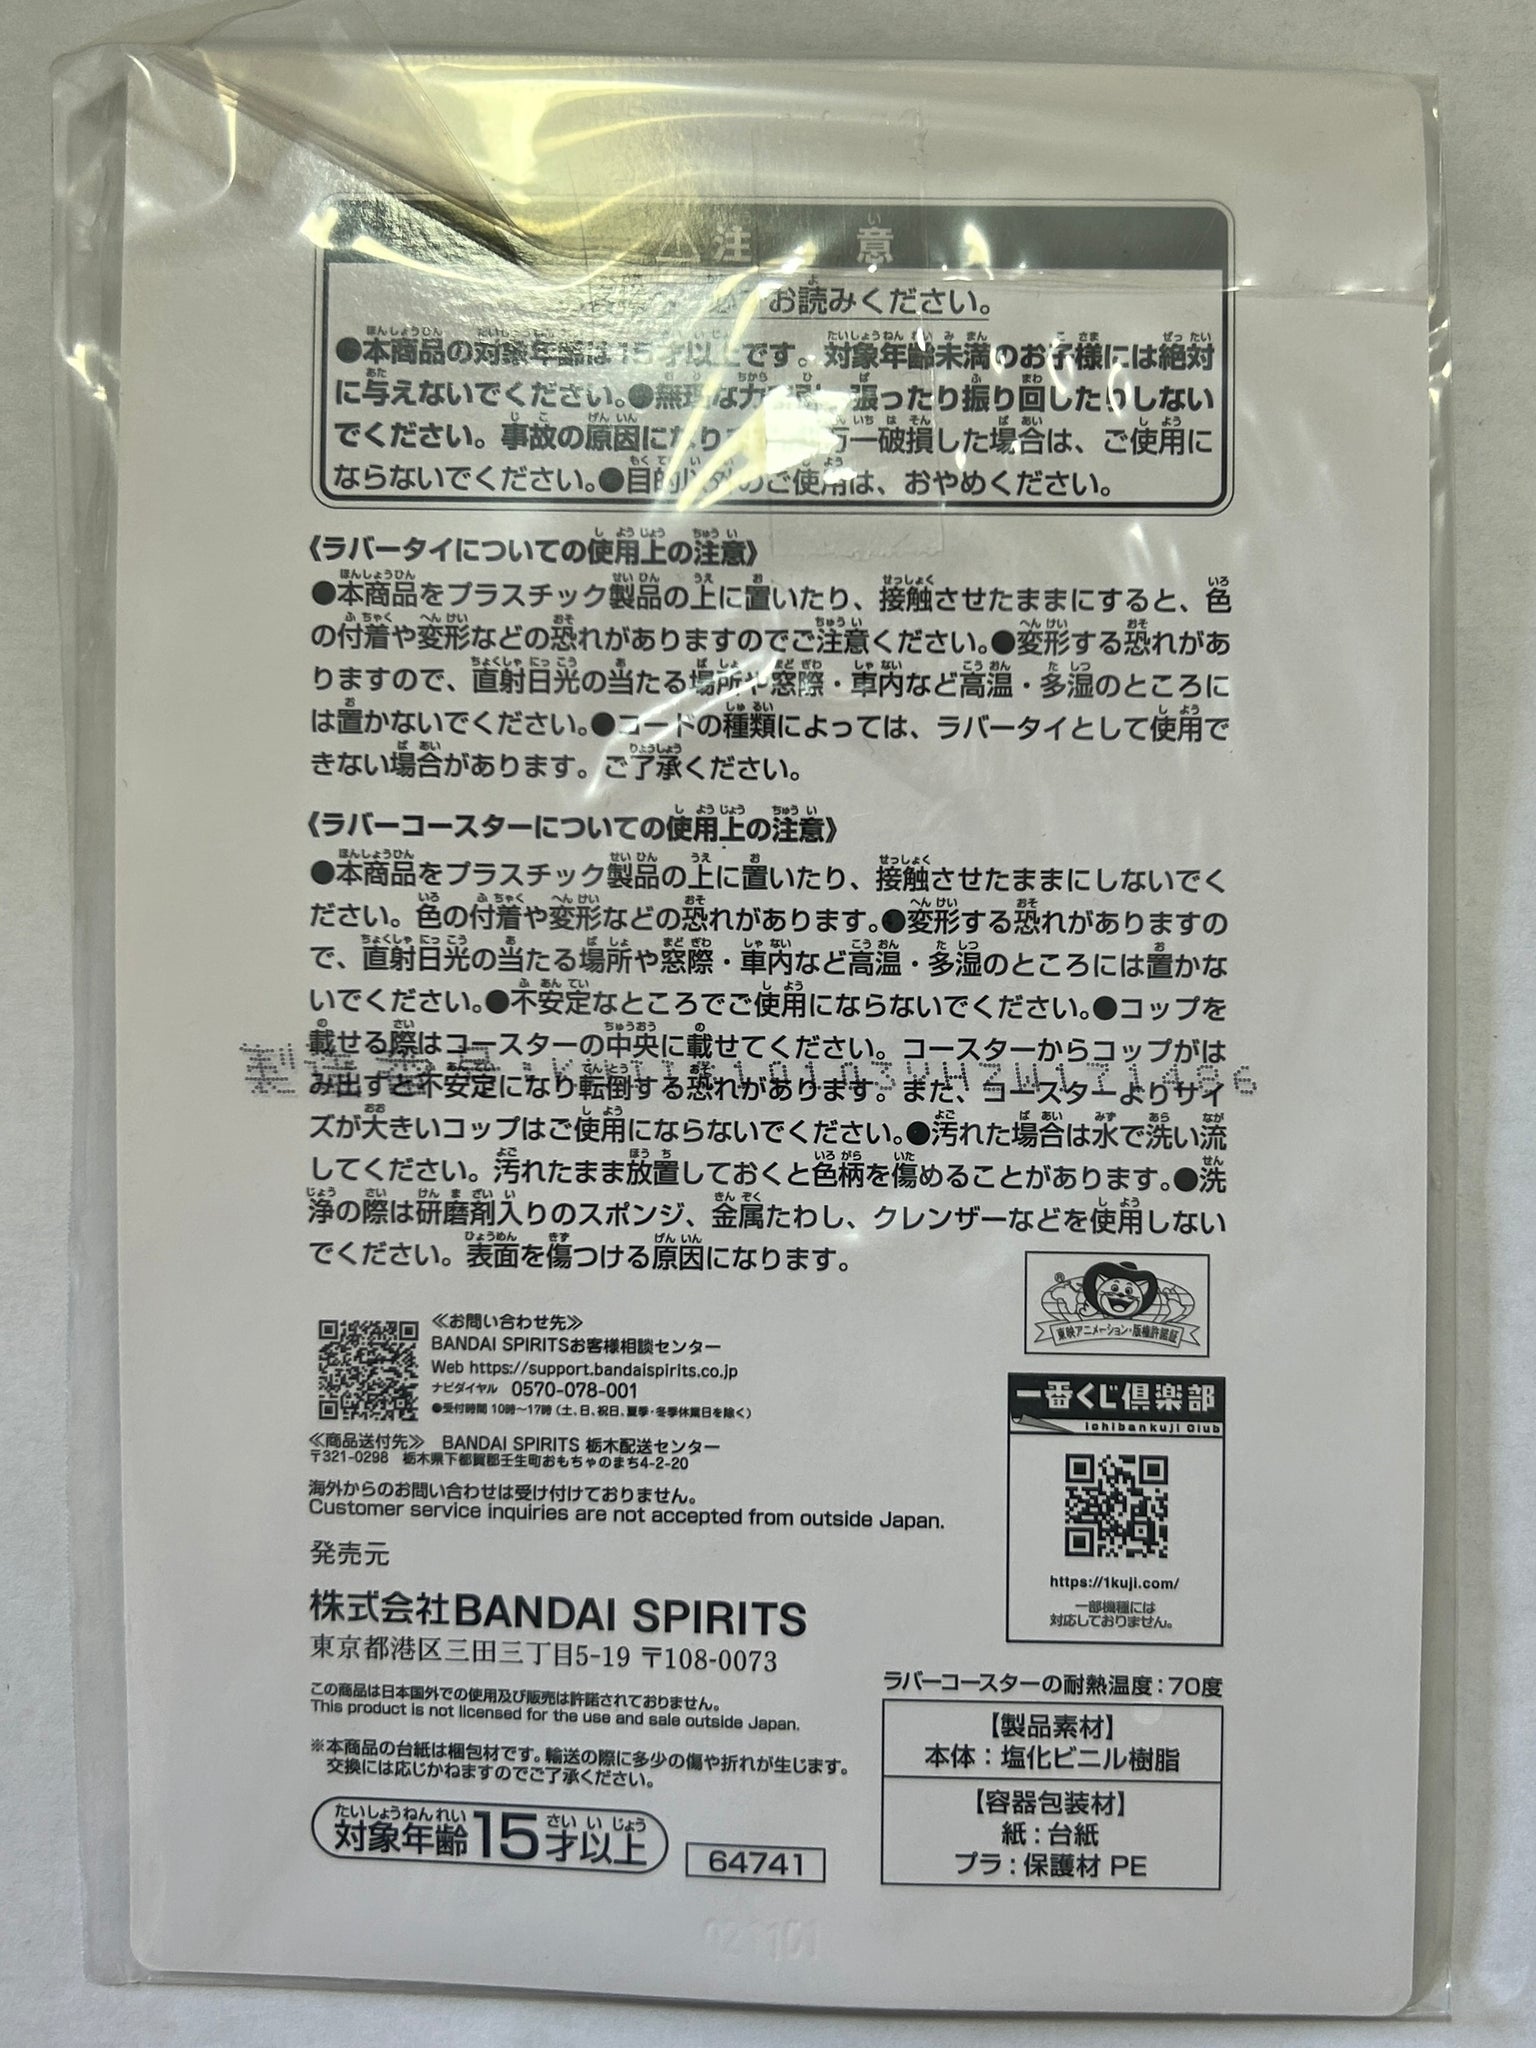 ⚠注 意
お読みください。
●本商品の対象年齢は15才以上です。対象年齢未満のお子様には絶対
に与えないでください。●無理な力 張ったり振り回したりしない
でください。事故の原因になりま 万一破損した場合は、ご使用に
ならないでください。●目的以外のご使用は、おやめください。
《ラバータイについての使用上の注意》
●本商品をプラスチック製品の上に置いたり、接触させたままにすると、色
の付着や変形などの恐れがありますのでご注意ください。●変形する恐れがあ
りますので、直射日光の当たる場所や窓際・車内など高温・多湿のところに
は置かないでください。●コードの種類によっては、ラバータイとして使用で
きない場合があります。ご了承ください。
《ラバーコースターについての使用上の注意》
●本商品をプラスチック製品の上に置いたり、接触させたままにしないでく
ださい。色の付着や変形などの恐れがあります。●変形する恐れがありますの
で、直射日光の当たる場所や窓際・車内など高温・多湿のところには置かな
いでください。●不安定なところでご使用にならないでください。●コップを
載せる際はコースターの中央に載せてください。コースターからコップがは
み出すと不安定になり転倒する恐れがあります。また、コースターよりサイ
ズが大きいコップはご使用にならないでください。●汚れた場合は水で洗い流
してください。汚れたまま放置しておくと色柄を傷めることがあります。●洗
浄の際は研磨剤入りのスポンジ、金属たわし、クレンザーなどを使用しない
でください。表面を傷つける原因になります。
東映アニメーション・版権許諾証
≪お問い合わせ先≫
BANDAI SPIRITSお客様相談センター
Web https://support.bandaispirits.co.jp
ナビダイヤル 0570-078-001
●受付時間 10時〜17時（土、日、祝日、夏季・冬季休業日を除く）
≪商品送付先≫ BANDAI SPIRITS 栃木配送センター
〒321-0298 栃木県下都賀郡壬生町おもちゃのまち4-2-20
海外からのお問い合わせは受け付けておりません。
Customer service inquiries are not accepted from outside Japan.
発売元
株式会社BANDAI SPIRITS
東京都港区三田三丁目5-19 〒108-0073
この商品は日本国外での使用及び販売は許諾されておりません。
This product is not licensed for the use and sale outside Japan.
※本商品の台紙は梱包材です。輸送の際に多少の傷や折れが生じます。
交換には応じかねますのでご了承ください。
対象年齢15才以上
64741
一番くじ倶楽部
Ichibankuji Club
https://1kuji.com/
一部機種には
対応しておりません。
ラバーコースターの耐熱温度：70度
【製品素材】
本体：塩化ビニル樹脂
【容器包装材】
紙：台紙
プラ：保護材 PE